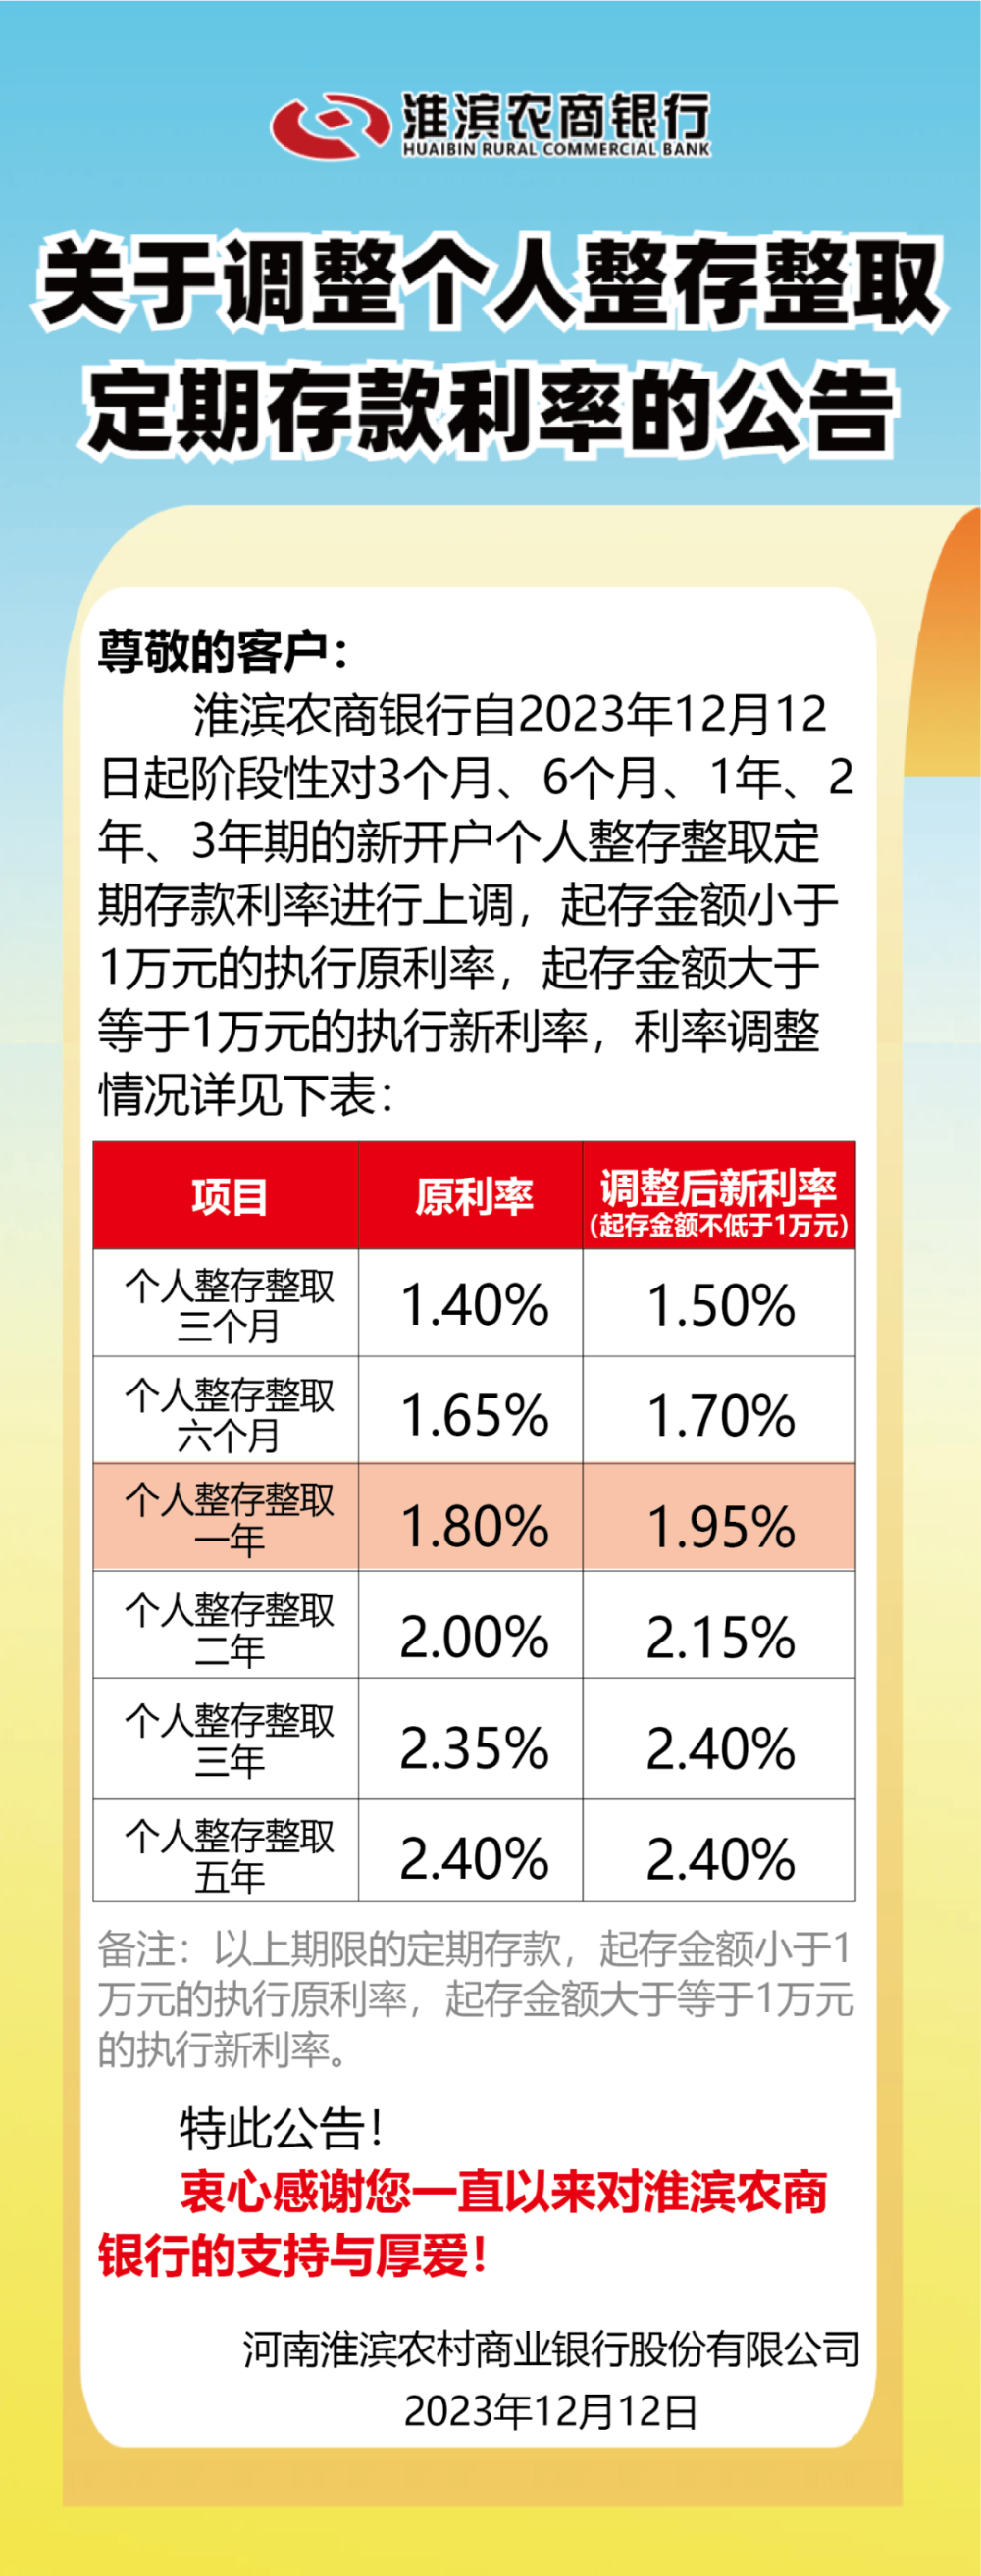 淮滨农商银行
HUAIBIN RURAL COMMERCIAL BANK
关于调整个人整存整取
定期存款利率的公告
尊敬的客户：
淮滨农商银行自2023年12月12
日起阶段性对3个月、6个月、1年、2
年、3年期的新开户个人整存整取定
期存款利率进行上调，起存金额小于
1万元的执行原利率，起存金额大于
等于1万元的执行新利率，利率调整
情况详见下表：
项目 原利率 调整后新利率
(起存金额不低于1万元)
个人整存整取
三个月 1.40% 1.50%
个人整存整取
六个月 1.65% 1.70%
个人整存整取
一年 1.80% 1.95%
个人整存整取
二年 2.00% 2.15%
个人整存整取
三年 2.35% 2.40%
个人整存整取
五年 2.40% 2.40%
备注：以上期限的定期存款，起存金额小于1
万元的执行原利率，起存金额大于等于1万元
的执行新利率。
特此公告！
衷心感谢您一直以来对淮滨农商
银行的支持与厚爱！
河南淮滨农村商业银行股份有限公司
2023年12月12日